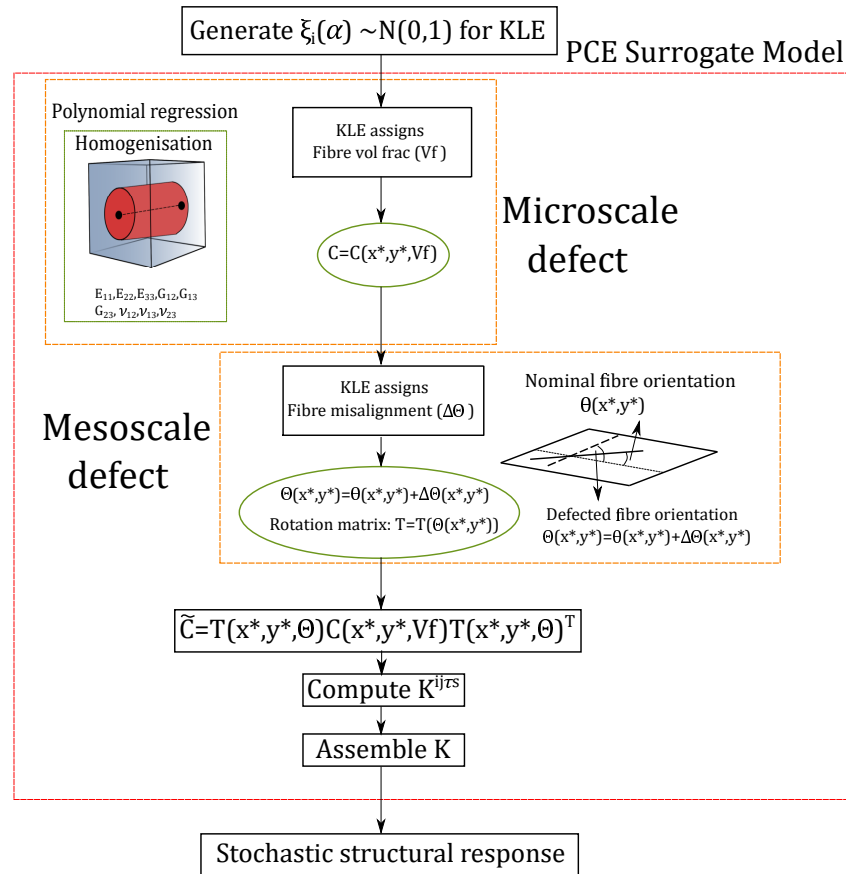 Generate ξᵢ(α) ~N(0,1) for KLE
PCE Surrogate Model
Polynomial regression
Homogenisation
E₁₁,E₂₂,E₃₃,G₁₂,G₁₃
G₂₃, ν₁₂,ν₁₃,ν₂₃
KLE assigns
Fibre vol frac (Vf)
C=C(x*,y*,Vf)
Microscale
defect
Mesoscale
defect
KLE assigns
Fibre misalignment (ΔΘ)
Θ(x*,y*)=θ(x*,y*)+ΔΘ(x*,y*)
Rotation matrix: T=T(Θ(x*,y*))
Nominal fibre orientation
θ(x*,y*)
Defected fibre orientation
Θ(x*,y*)=θ(x*,y*)+ΔΘ(x*,y*)
C̃=T(x*,y*,Θ)C(x*,y*,Vf)T(x*,y*,Θ)ᵀ
Compute K^{ijτs}
Assemble K
Stochastic structural response